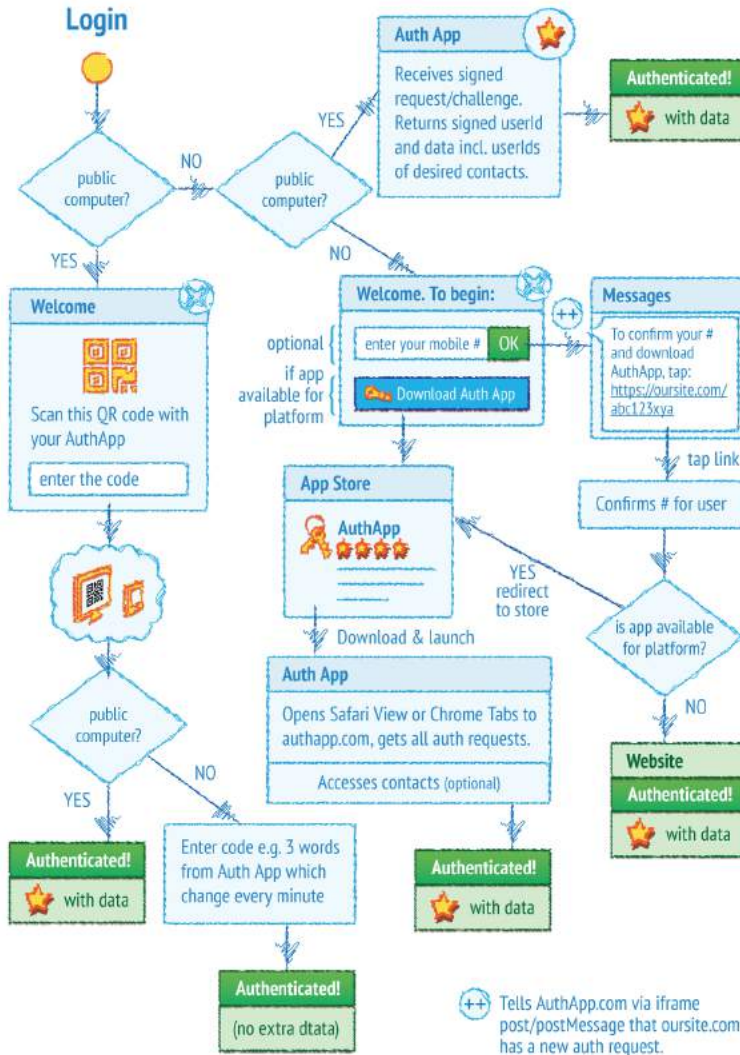 Login
public
computer?
NO
YES
public
computer?
YES
NO
Auth App
Receives signed
request/challenge.
Returns signed userId
and data incl. userIds
of desired contacts.
Authenticated!
with data
Welcome
Scan this QR code with
your AuthApp
enter the code
Welcome. To begin:
optional
enter your mobile #
OK
if app
available for
platform
Download Auth App
++
Messages
To confirm your #
and download
AuthApp, tap:
https://oursite.com/
abc123xya
tap link
Confirms # for user
App Store
AuthApp
YES
redirect
to store
is app available
for platform?
Download & launch
Auth App
Opens Safari View or Chrome Tabs to
authapp.com, gets all auth requests.
Accesses contacts (optional)
NO
Website
Authenticated!
with data
public
computer?
YES
NO
Authenticated!
with data
Enter code e.g. 3 words
from Auth App which
change every minute
Authenticated!
with data
Authenticated!
(no extra dtata)
++ Tells AuthApp.com via iframe
post/postMessage that oursite.com
has a new auth request.